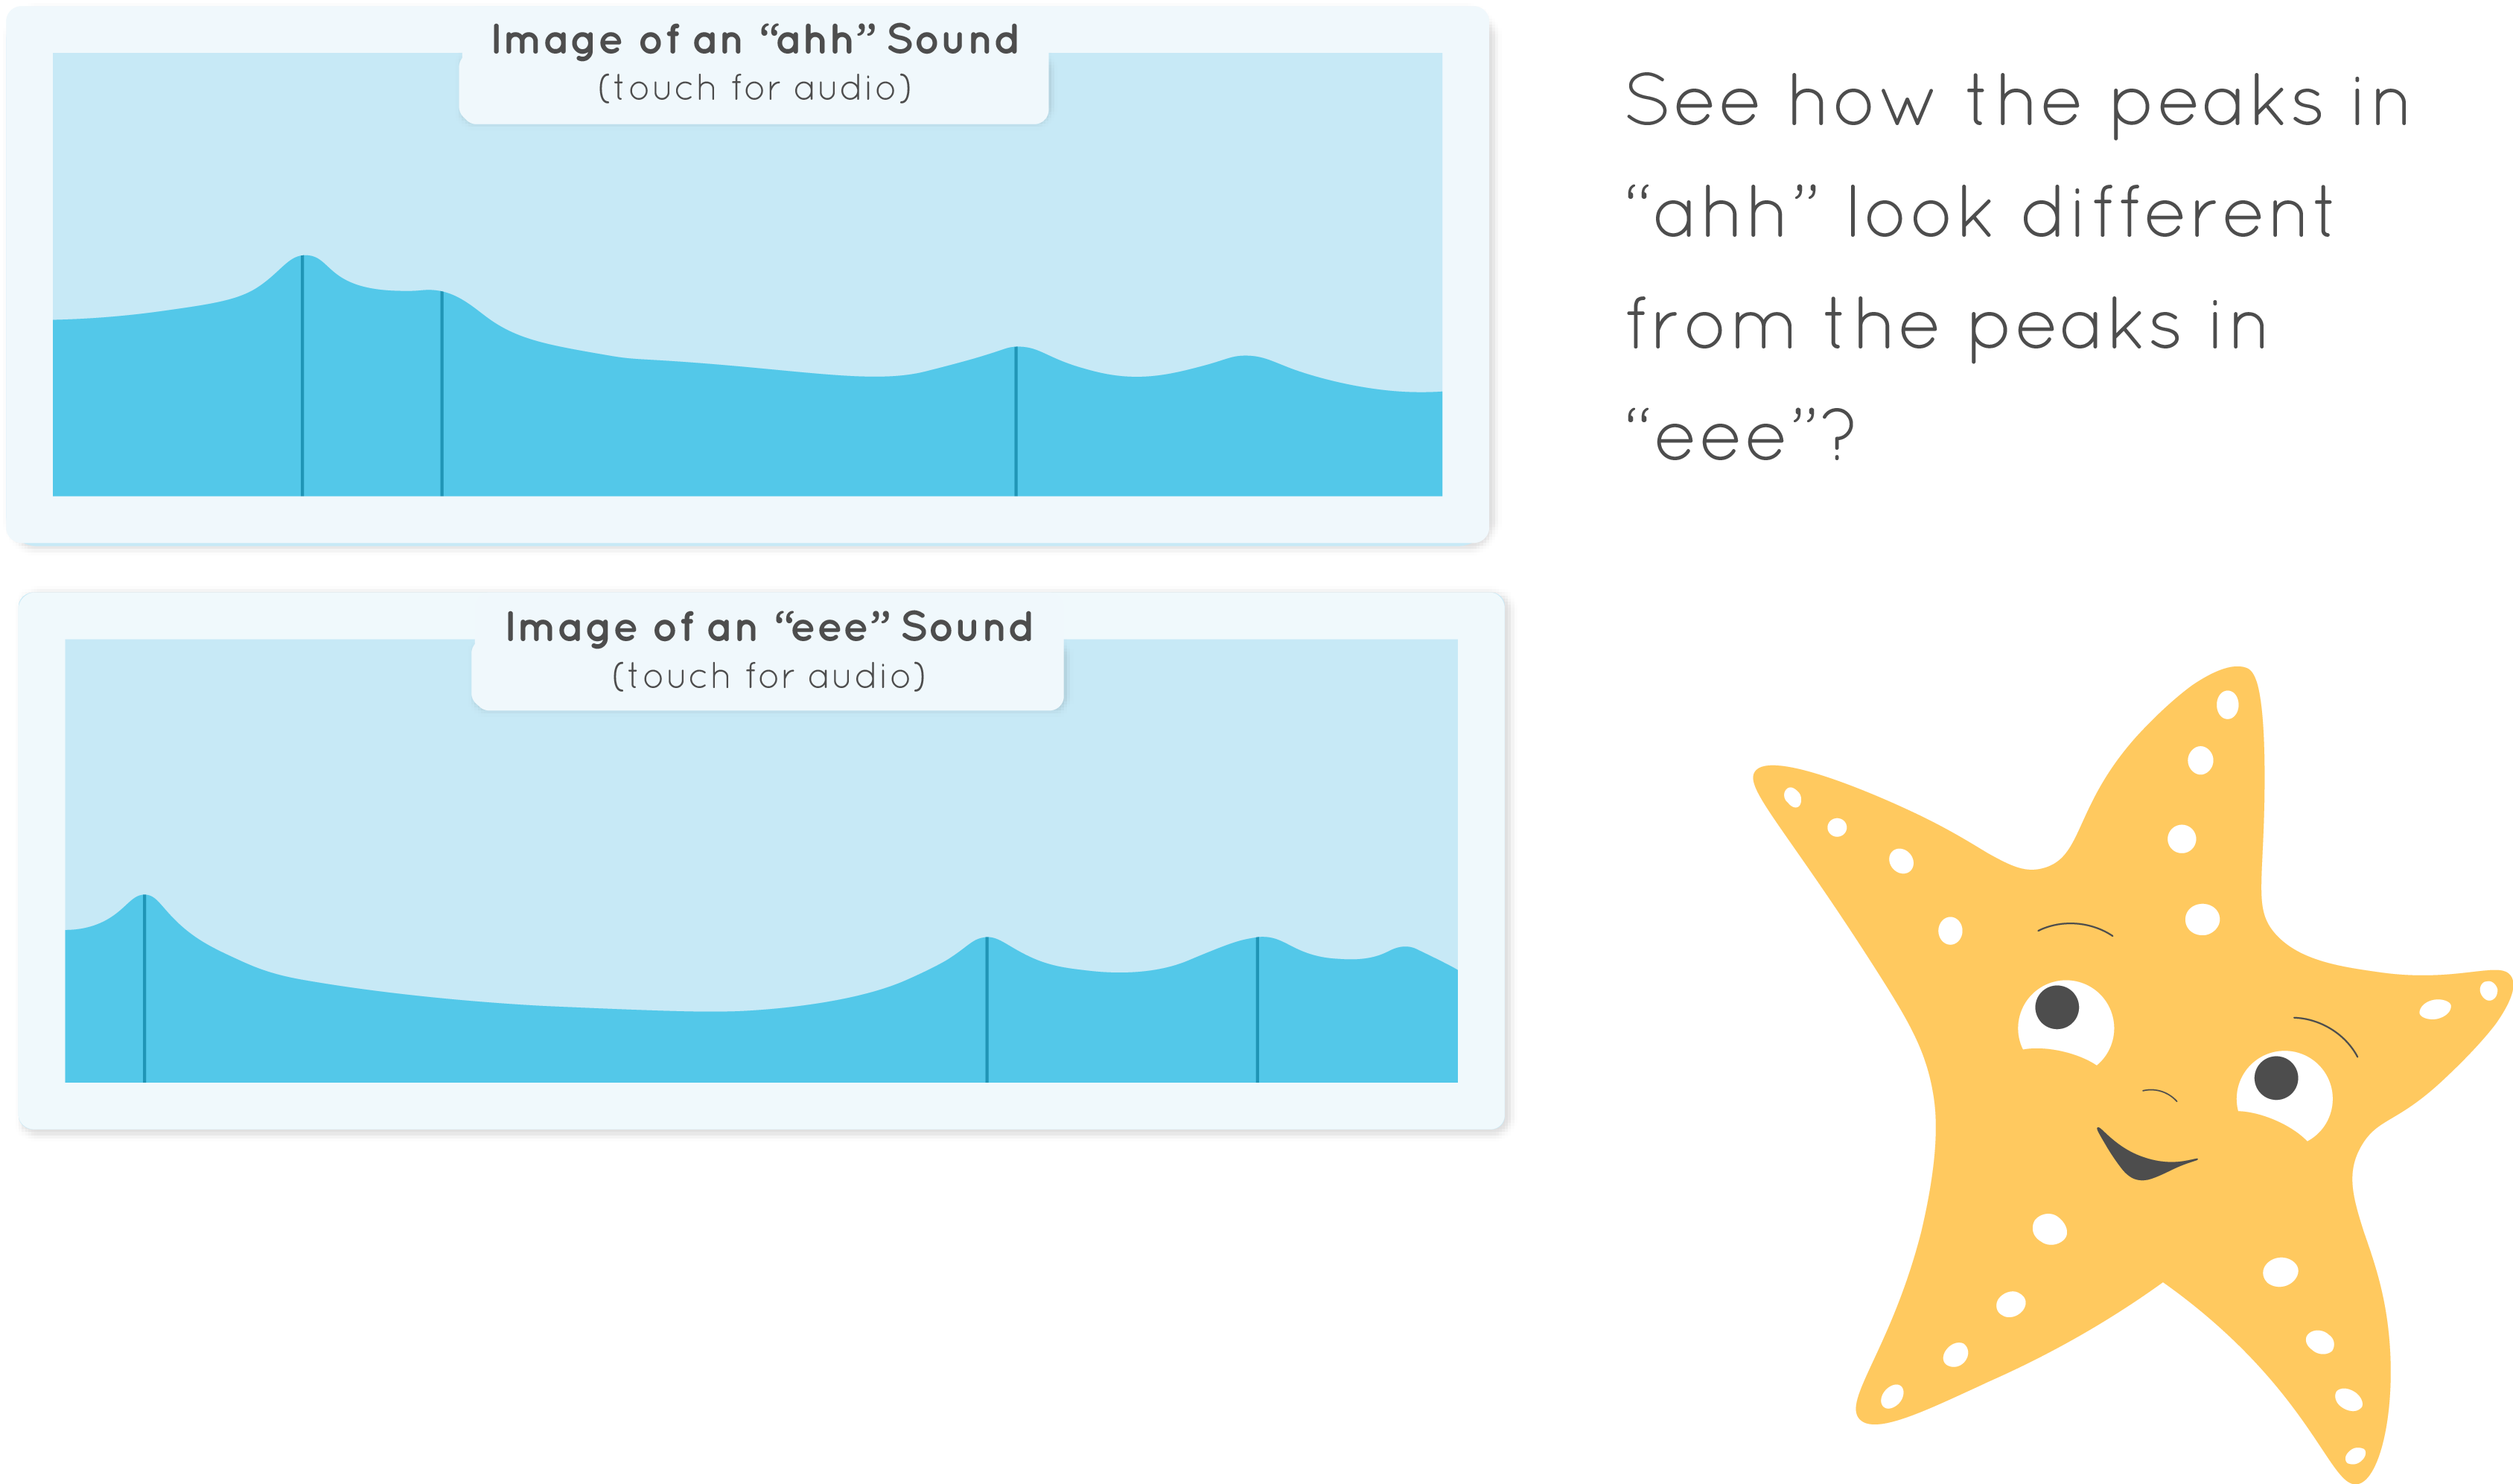 Image of an “ahh” Sound
(touch for audio)
See how the peaks in
“ahh” look different
from the peaks in
“eee”?
Image of an “eee” Sound
(touch for audio)